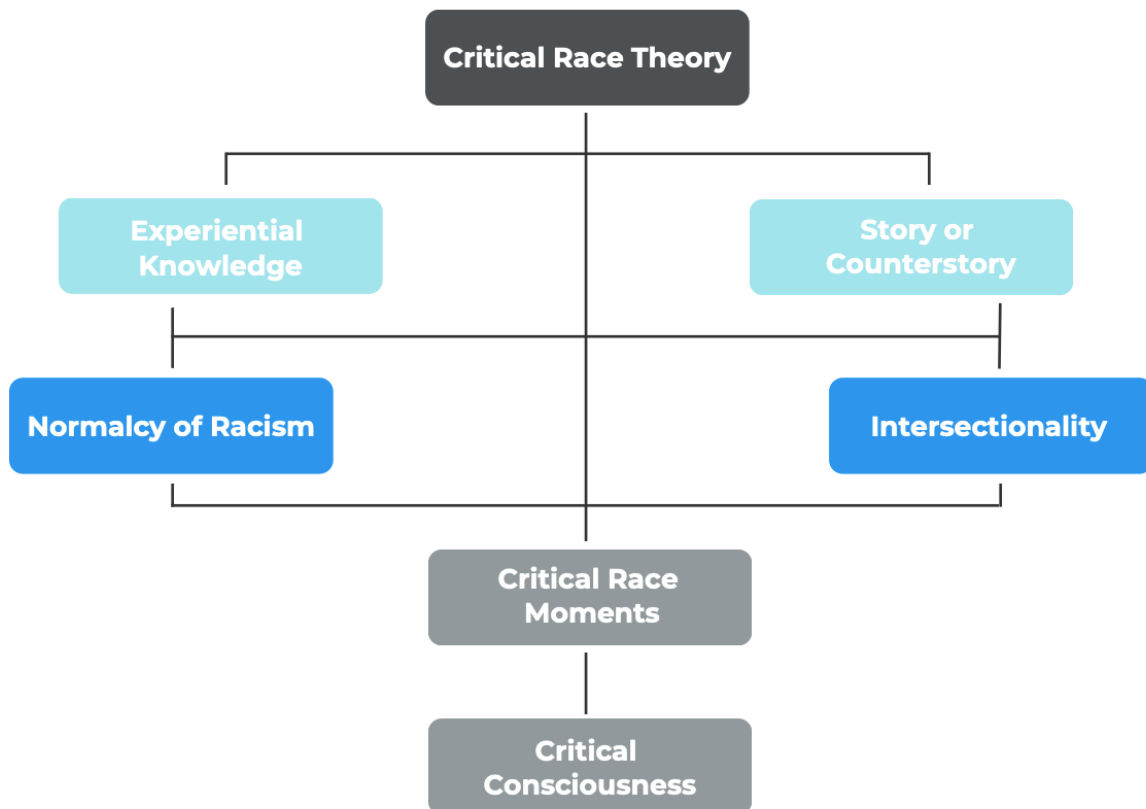 Critical Race Theory
Experiential
Knowledge
Story or
Counterstory
Normalcy of Racism
Intersectionality
Critical Race
Moments
Critical
Consciousness